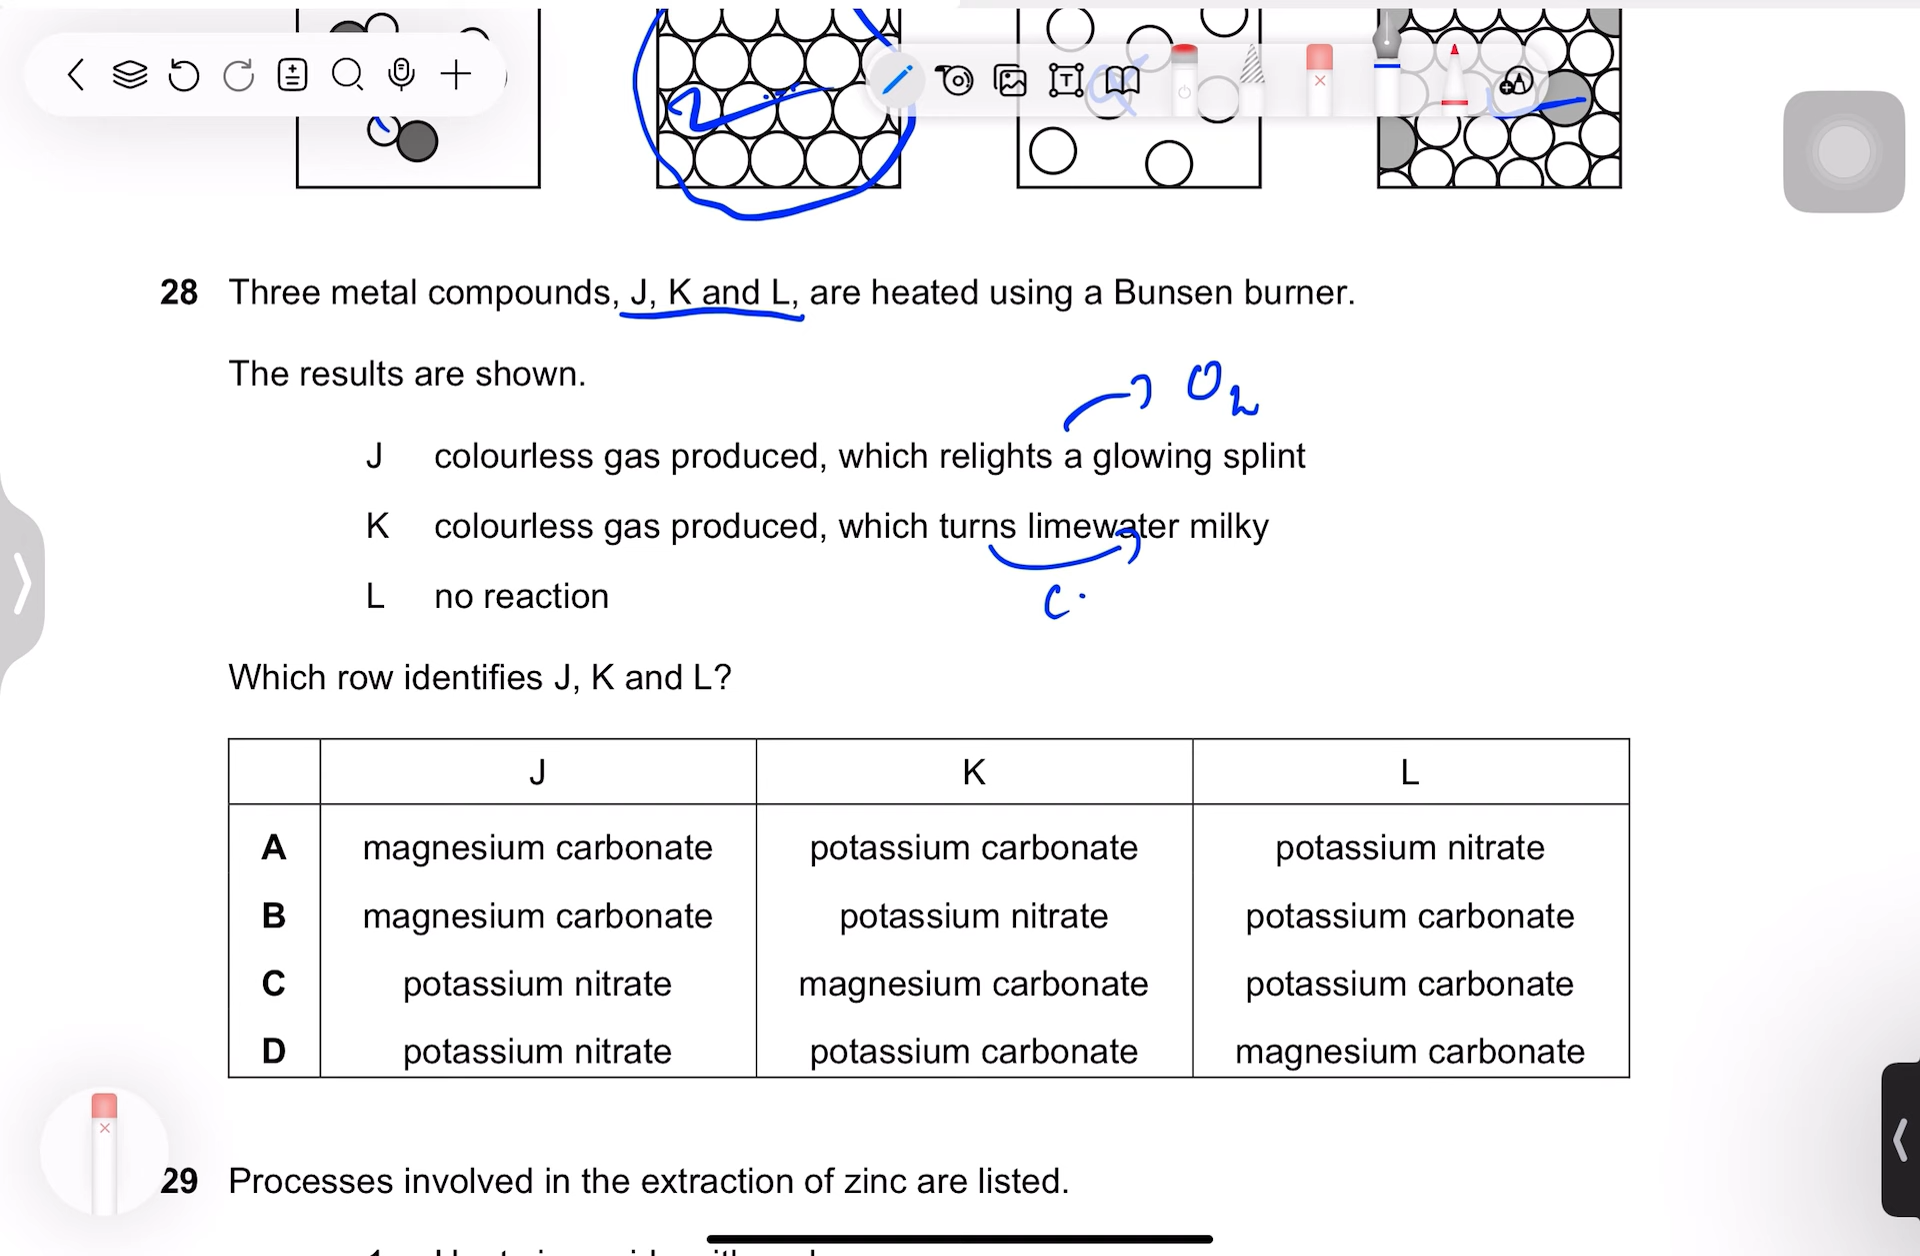 28 Three metal compounds, J, K and L, are heated using a Bunsen burner.
The results are shown.
O2
J colourless gas produced, which relights a glowing splint
K colourless gas produced, which turns limewater milky
C
L no reaction
Which row identifies J, K and L?
J K L
A magnesium carbonate potassium carbonate potassium nitrate
B magnesium carbonate potassium nitrate potassium carbonate
C potassium nitrate magnesium carbonate potassium carbonate
D potassium nitrate potassium carbonate magnesium carbonate
29 Processes involved in the extraction of zinc are listed.